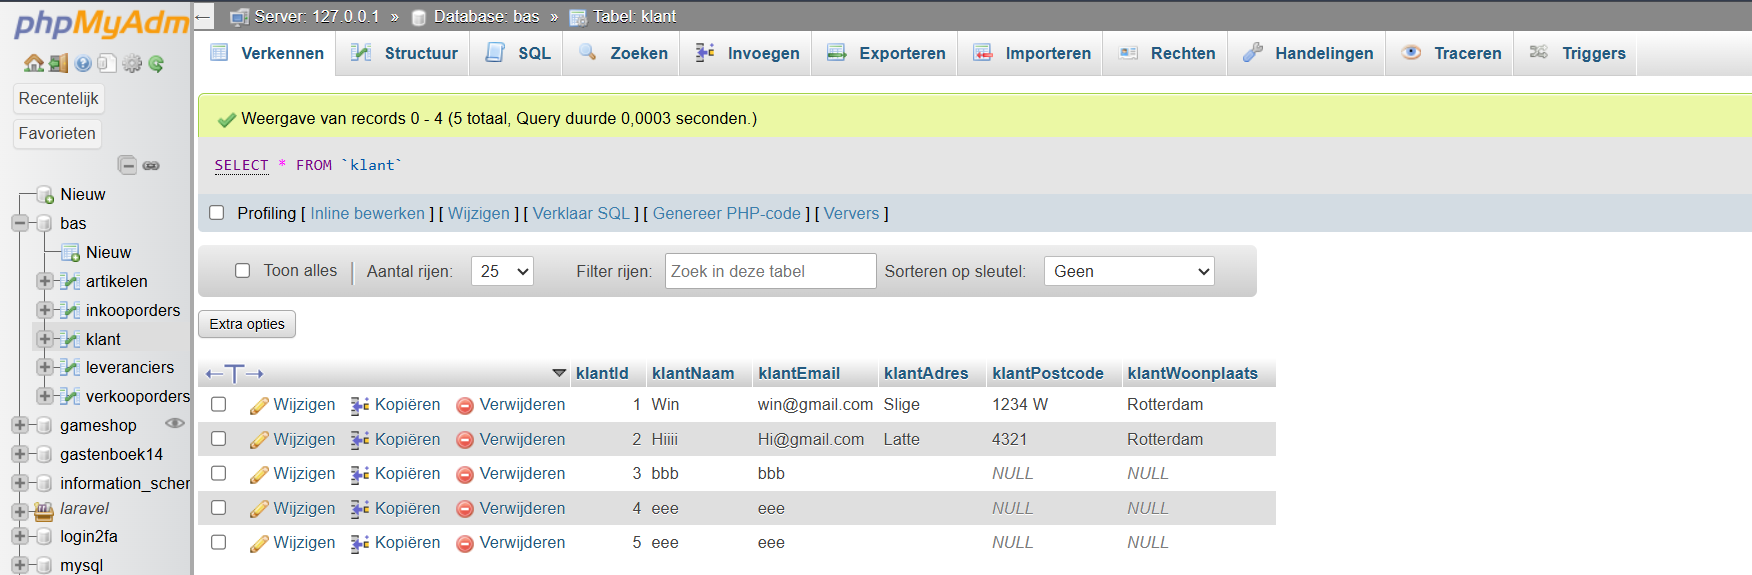 phpMyAdm
Recentelijk
Favorieten
Nieuw
bas
Nieuw
artikelen
inkooporders
klant
leveranciers
verkooporders
gameshop
gastenboek14
information_scher
laravel
login2fa
mysql
← Server: 127.0.0.1 » Database: bas » Tabel: klant
Verkennen Structuur SQL Zoeken Invoegen Exporteren Importeren Rechten Handelingen Traceren Triggers
Weergave van records 0 - 4 (5 totaal, Query duurde 0,0003 seconden.)
SELECT * FROM `klant`
Profiling [ Inline bewerken ] [ Wijzigen ] [ Verklaar SQL ] [ Genereer PHP-code ] [ Ververs ]
Toon alles Aantal rijen: 25 Filter rijen: Zoek in deze tabel Sorteren op sleutel: Geen
Extra opties
←T→ klantId klantNaam klantEmail klantAdres klantPostcode klantWoonplaats
Wijzigen Kopiëren Verwijderen 1 Win win@gmail.com Slige 1234 W Rotterdam
Wijzigen Kopiëren Verwijderen 2 Hiiii Hi@gmail.com Latte 4321 Rotterdam
Wijzigen Kopiëren Verwijderen 3 bbb bbb NULL NULL
Wijzigen Kopiëren Verwijderen 4 eee eee NULL NULL
Wijzigen Kopiëren Verwijderen 5 eee eee NULL NULL